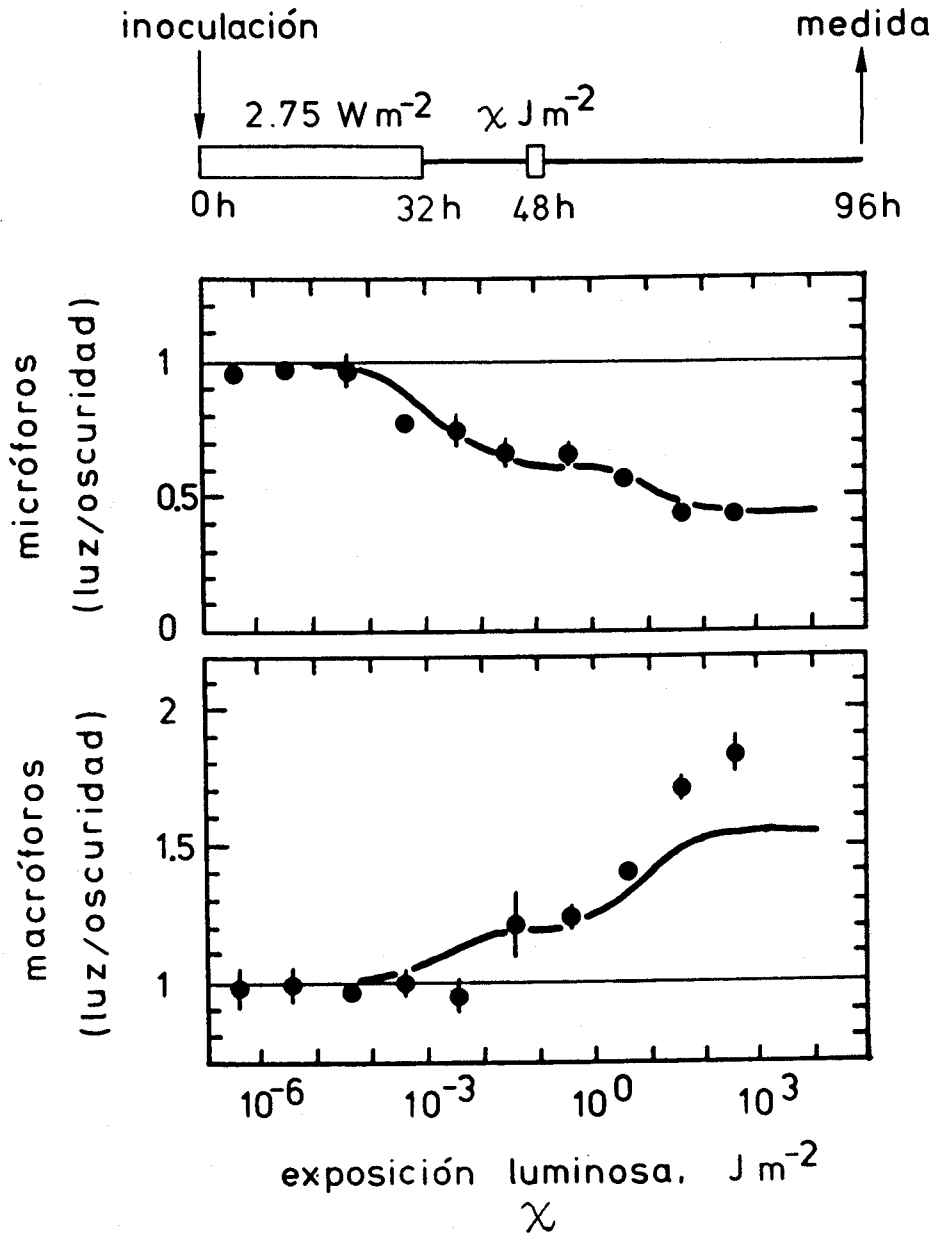 inoculación
medida
2.75 W m⁻²
χ J m⁻²
0h
32h
48h
96h
micróforos
(luz/oscuridad)
1
0.5
0
macróforos
(luz/oscuridad)
2
1.5
1
10⁻⁶
10⁻³
10⁰
10³
exposición luminosa, J m⁻²
χ